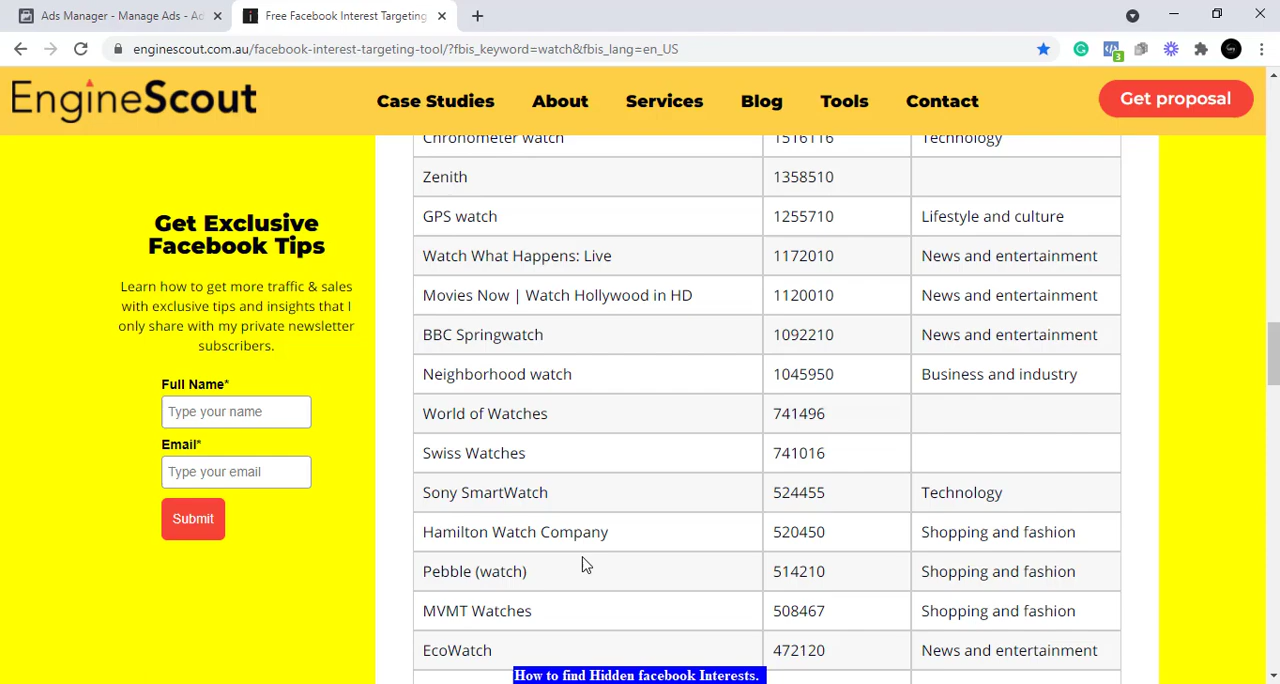 Ads Manager - Manage Ads - Ad
Free Facebook Interest Targeting
enginescout.com.au/facebook-interest-targeting-tool/?fbis_keyword=watch&fbis_lang=en_US
3
EngineScout
Case Studies
About
Services
Blog
Tools
Contact
Get proposal
Chronometer watch 1516116 Technology
Zenith 1358510
GPS watch 1255710 Lifestyle and culture
Watch What Happens: Live 1172010 News and entertainment
Movies Now | Watch Hollywood in HD 1120010 News and entertainment
BBC Springwatch 1092210 News and entertainment
Neighborhood watch 1045950 Business and industry
World of Watches 741496
Swiss Watches 741016
Sony SmartWatch 524455 Technology
Hamilton Watch Company 520450 Shopping and fashion
Pebble (watch) 514210 Shopping and fashion
MVMT Watches 508467 Shopping and fashion
EcoWatch 472120 News and entertainment
Get Exclusive
Facebook Tips
Learn how to get more traffic & sales
with exclusive tips and insights that I
only share with my private newsletter
subscribers.
Full Name*
Type your name
Email*
Type your email
Submit
How to find Hidden facebook Interests.